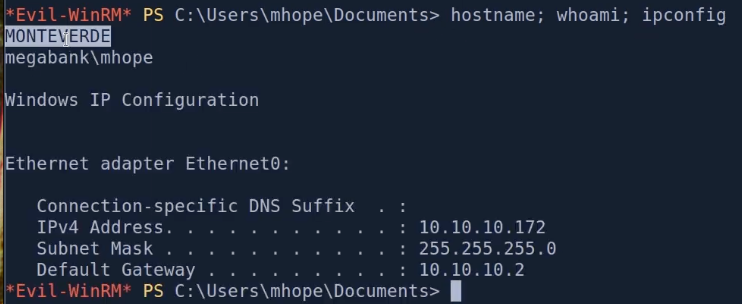 *Evil-WinRM* PS C:\Users\mhope\Documents> hostname; whoami; ipconfig
MONTEVERDE
megabank\mhope
Windows IP Configuration
Ethernet adapter Ethernet0:
Connection-specific DNS Suffix  . :
IPv4 Address. . . . . . . . . . . : 10.10.10.172
Subnet Mask . . . . . . . . . . . : 255.255.255.0
Default Gateway . . . . . . . . . : 10.10.10.2
*Evil-WinRM* PS C:\Users\mhope\Documents>